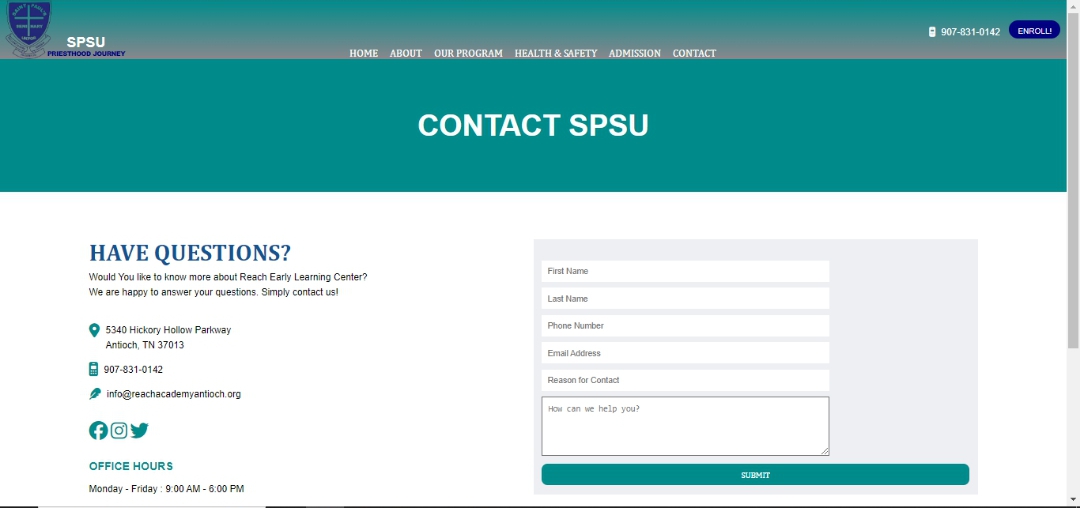 SPSU
PRIESTHOOD JOURNEY
HOME ABOUT OUR PROGRAM HEALTH & SAFETY ADMISSION CONTACT
907-831-0142
ENROLL!
CONTACT SPSU
HAVE QUESTIONS?
Would You like to know more about Reach Early Learning Center?
We are happy to answer your questions. Simply contact us!
5340 Hickory Hollow Parkway
Antioch, TN 37013
907-831-0142
info@reachacademyantioch.org
OFFICE HOURS
Monday - Friday : 9:00 AM - 6:00 PM
First Name
Last Name
Phone Number
Email Address
Reason for Contact
How can we help you?
SUBMIT